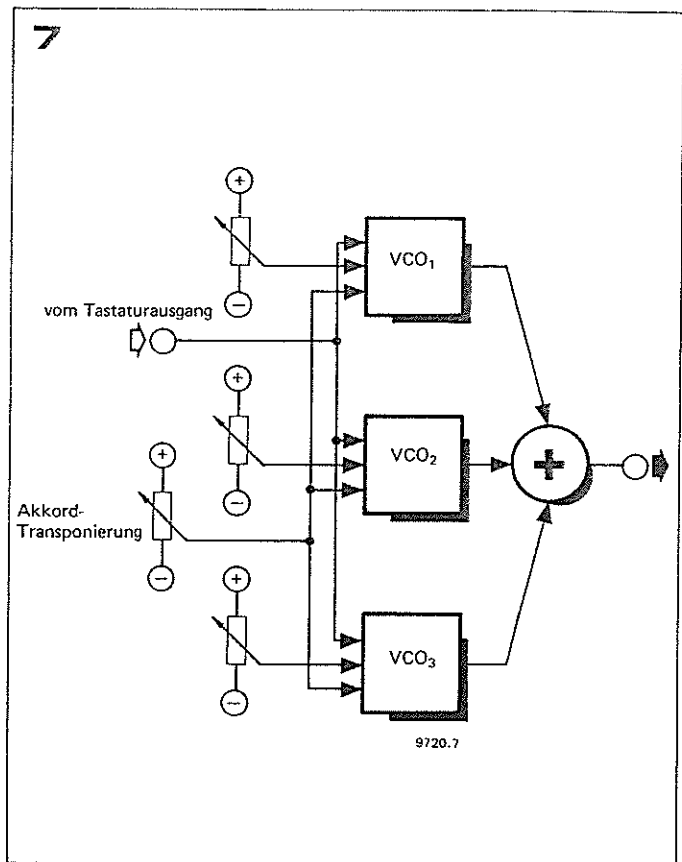 7
+
VCO₁
−
vom Tastaturausgang
+
+
VCO₂
−
Akkord-
Transponierung
+
−
+
VCO₃
−
9720.7